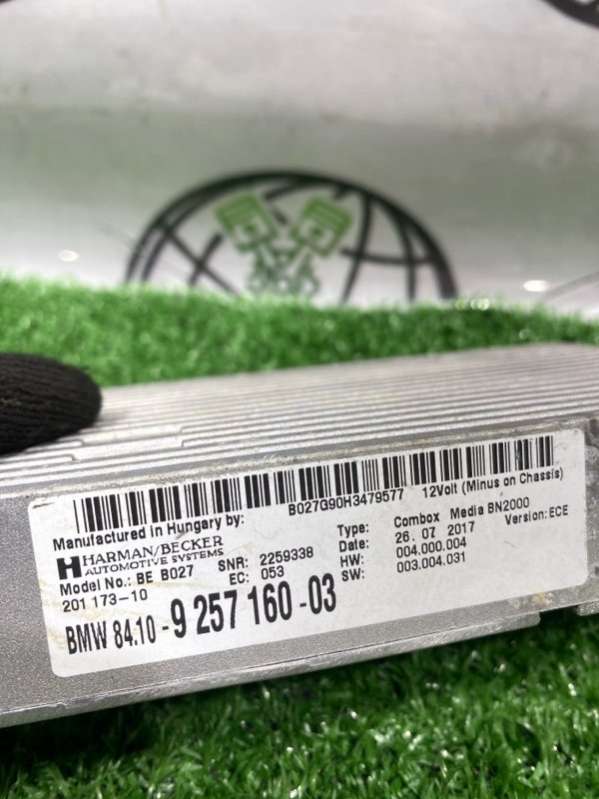 B027G90H3479577 12Volt (Minus on Chassis)
Manufactured in Hungary by:
HARMAN/BECKER
AUTOMOTIVE SYSTEMS
Model No.: BE B027 SNR: 2259338
201 173-10 EC: 053
Type: Combox Media BN2000
Date: 26. 07 2017 Version: ECE
HW: 004.000.004
SW: 003.004.031
BMW 84.10 - 9 257 160 - 03